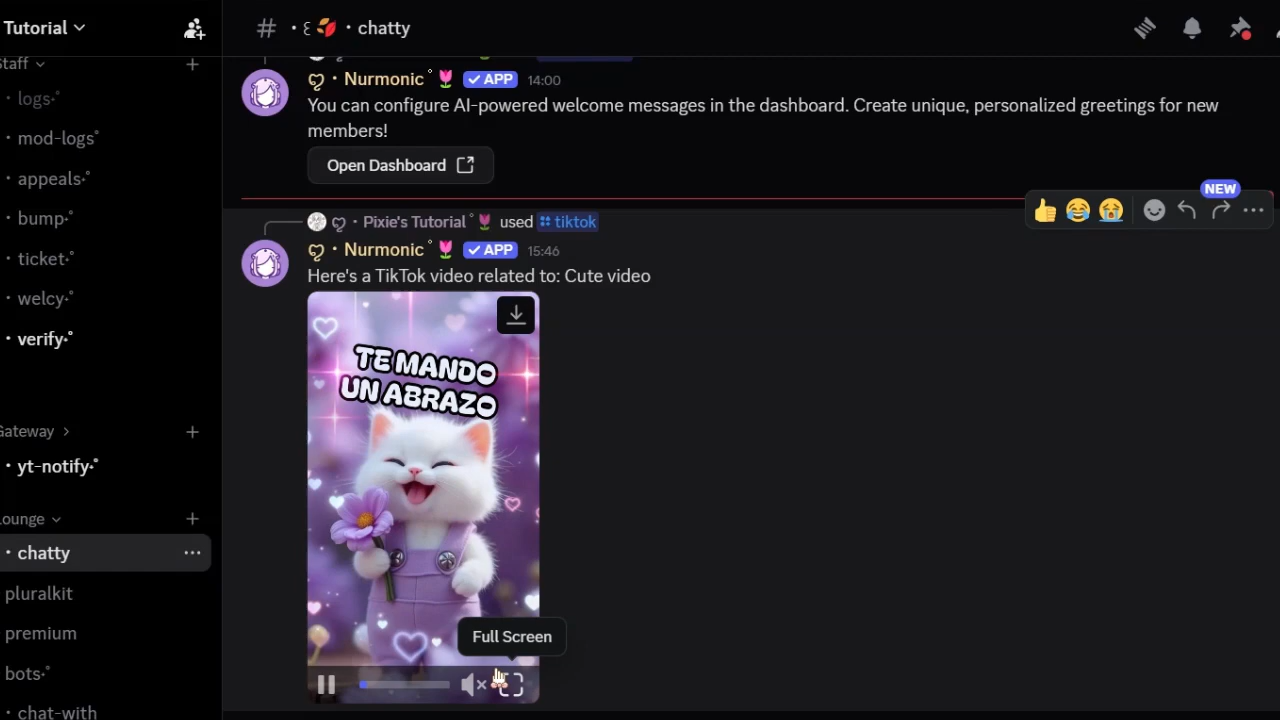 Tutorial
Staff
logs
mod-logs
appeals
bump
ticket
welcy
verify
Gateway
yt-notify
Lounge
chatty
pluralkit
premium
bots
chat-with
# · ꒰ 🍂 · chatty
ღ · Nurmonic ° 🌷 ✓ APP 14:00
You can configure AI-powered welcome messages in the dashboard. Create unique, personalized greetings for new
members!
Open Dashboard
NEW
ღ · Pixie's Tutorial ° 🌷 used tiktok
ღ · Nurmonic ° 🌷 ✓ APP 15:46
Here's a TikTok video related to: Cute video
TE MANDO
UN ABRAZO
Full Screen